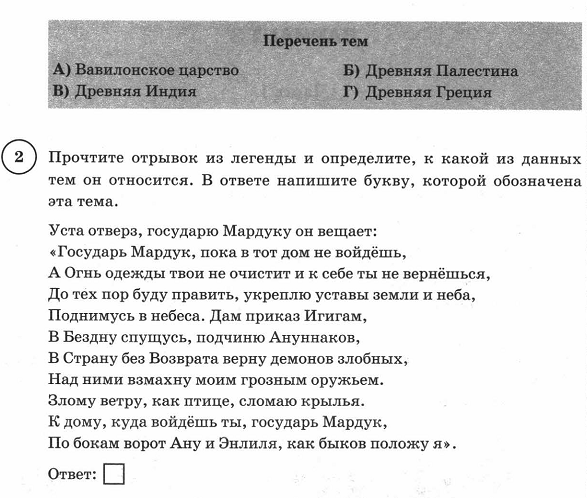 Перечень тем
А) Вавилонское царство Б) Древняя Палестина
В) Древняя Индия Г) Древняя Греция
2 Прочтите отрывок из легенды и определите, к какой из данных
тем он относится. В ответе напишите букву, которой обозначена
эта тема.
Уста отверз, государю Мардуку он вещает:
«Государь Мардук, пока в тот дом не войдёшь,
А Огнь одежды твои не очистит и к себе ты не вернёшься,
До тех пор буду править, укреплю уставы земли и неба,
Поднимусь в небеса. Дам приказ Игигам,
В Бездну спущусь, подчиню Ануннаков,
В Страну без Возврата верну демонов злобных,
Над ними взмахну моим грозным оружьем.
Злому ветру, как птице, сломаю крылья.
К дому, куда войдёшь ты, государь Мардук,
По бокам ворот Ану и Энлиля, как быков положу я».
Ответ: